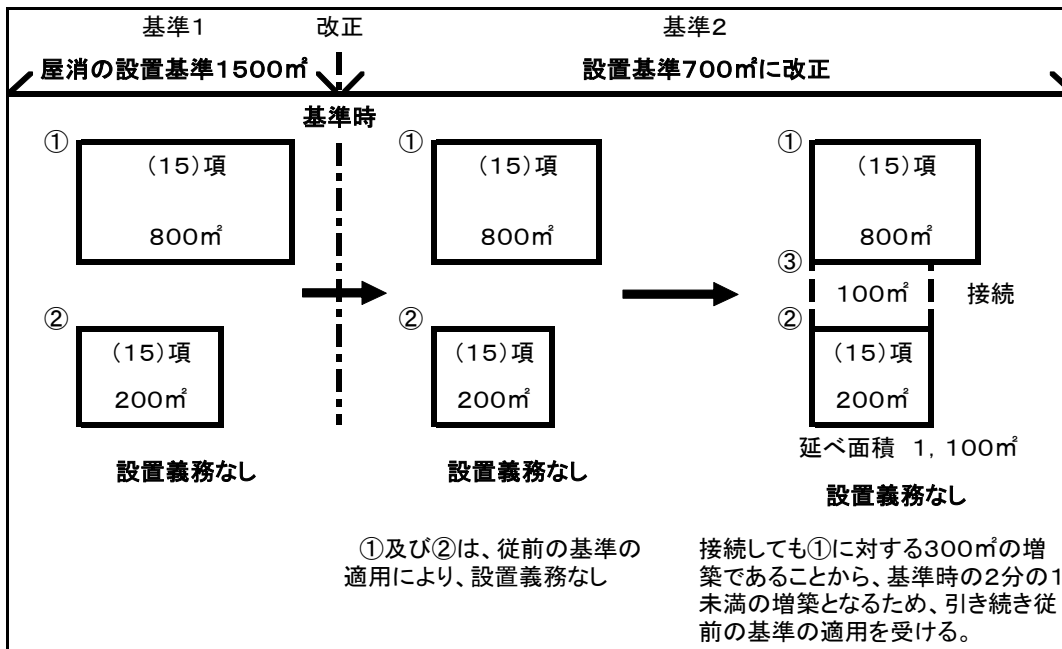 基準1　改正　基準2
屋消の設置基準1500㎡　設置基準700㎡に改正
基準時
①　①　①
(15)項　(15)項　(15)項
800㎡　800㎡　800㎡
③
100㎡　接続
②　②　②
(15)項　(15)項　(15)項
200㎡　200㎡　200㎡
延べ面積 1,100㎡
設置義務なし　設置義務なし　設置義務なし
①及び②は、従前の基準の
適用により、設置義務なし
接続しても①に対する300㎡の増
築であることから、基準時の2分の1
未満の増築となるため、引き続き従
前の基準の適用を受ける。